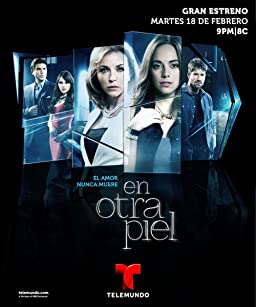 GRAN ESTRENO
MARTES 18 DE FEBRERO
9PM|8C
EL AMOR
NUNCA MUERE
en
otra
piel
telemundo.com
TELEMUNDO